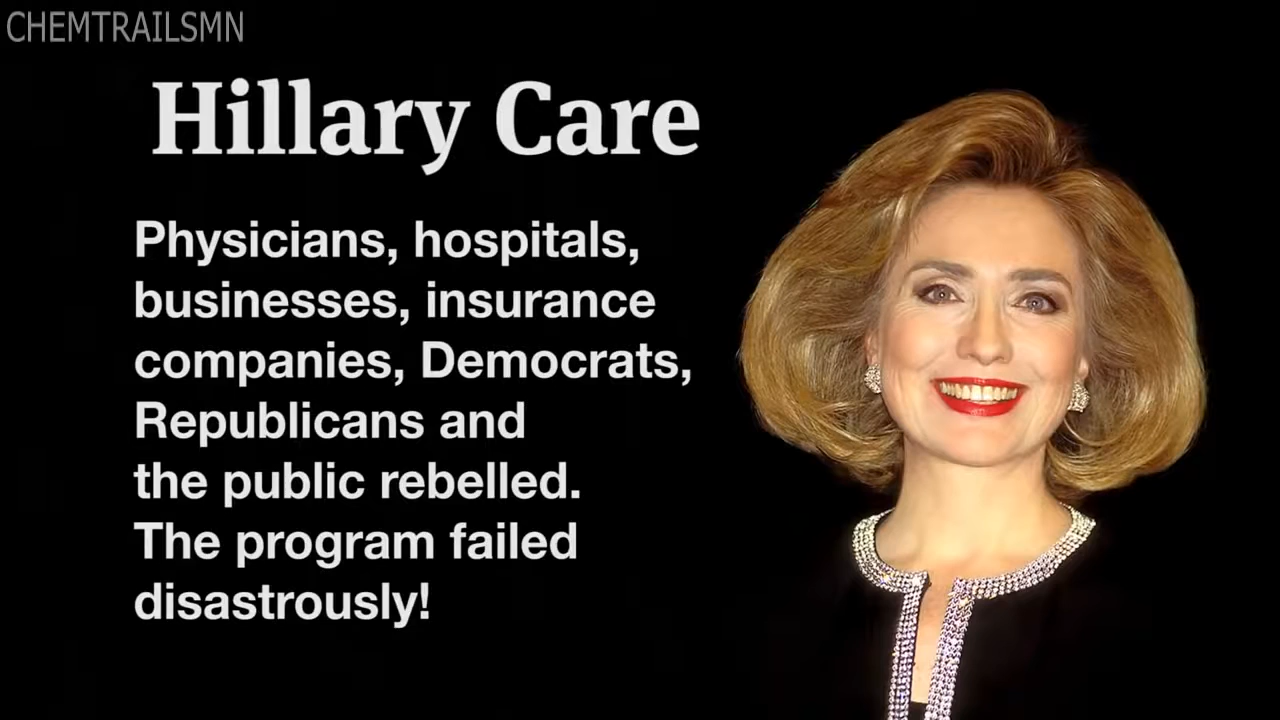 CHEMTRAILSMN
Hillary Care
Physicians, hospitals,
businesses, insurance
companies, Democrats,
Republicans and
the public rebelled.
The program failed
disastrously!